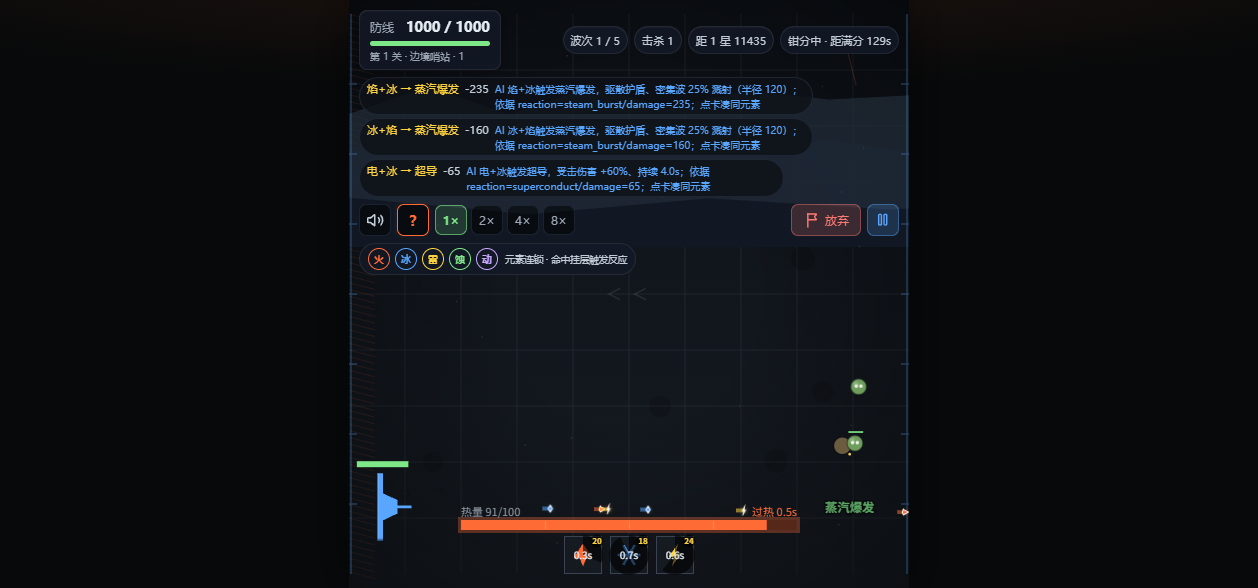 防线 1000 / 1000
第 1 关 · 边境哨站 · 1
波次 1 / 5
击杀 1
距 1 星 11435
钳分中 · 距满分 129s
焰+冰 → 蒸汽爆发 -235 AI 焰+冰触发蒸汽爆发，驱散护盾、密集波 25% 溅射（半径 120）；
依据 reaction=steam_burst/damage=235；点卡凑同元素
冰+焰 → 蒸汽爆发 -160 AI 冰+焰触发蒸汽爆发，驱散护盾、密集波 25% 溅射（半径 120）；
依据 reaction=steam_burst/damage=160；点卡凑同元素
电+冰 → 超导 -65 AI 电+冰触发超导，受击伤害 +60%、持续 4.0s；依据
reaction=superconduct/damage=65；点卡凑同元素
? 1× 2× 4× 8× 放弃
火 冰 雷 蚀 动 元素连锁 · 命中挂层触发反应
蒸汽爆发
热量 91/100 过热 0.5s
20 18 24
0.3s 0.7s 0.6s